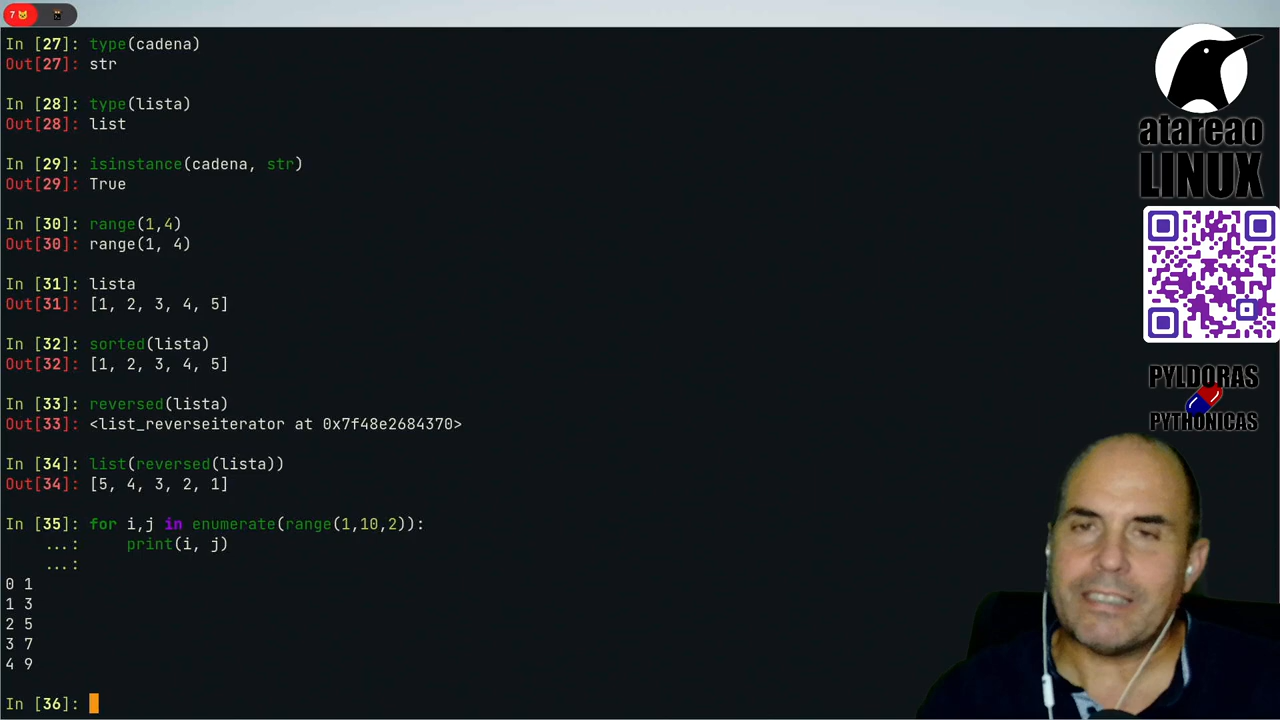 7
In [27]: type(cadena)
Out[27]: str
In [28]: type(lista)
Out[28]: list
In [29]: isinstance(cadena, str)
Out[29]: True
In [30]: range(1,4)
Out[30]: range(1, 4)
In [31]: lista
Out[31]: [1, 2, 3, 4, 5]
In [32]: sorted(lista)
Out[32]: [1, 2, 3, 4, 5]
In [33]: reversed(lista)
Out[33]: <list_reverseiterator at 0x7f48e2684370>
In [34]: list(reversed(lista))
Out[34]: [5, 4, 3, 2, 1]
In [35]: for i,j in enumerate(range(1,10,2)):
...: print(i, j)
...:
0 1
1 3
2 5
3 7
4 9
In [36]:
atareao
LINUX
PYLDORAS
PYTHONICAS